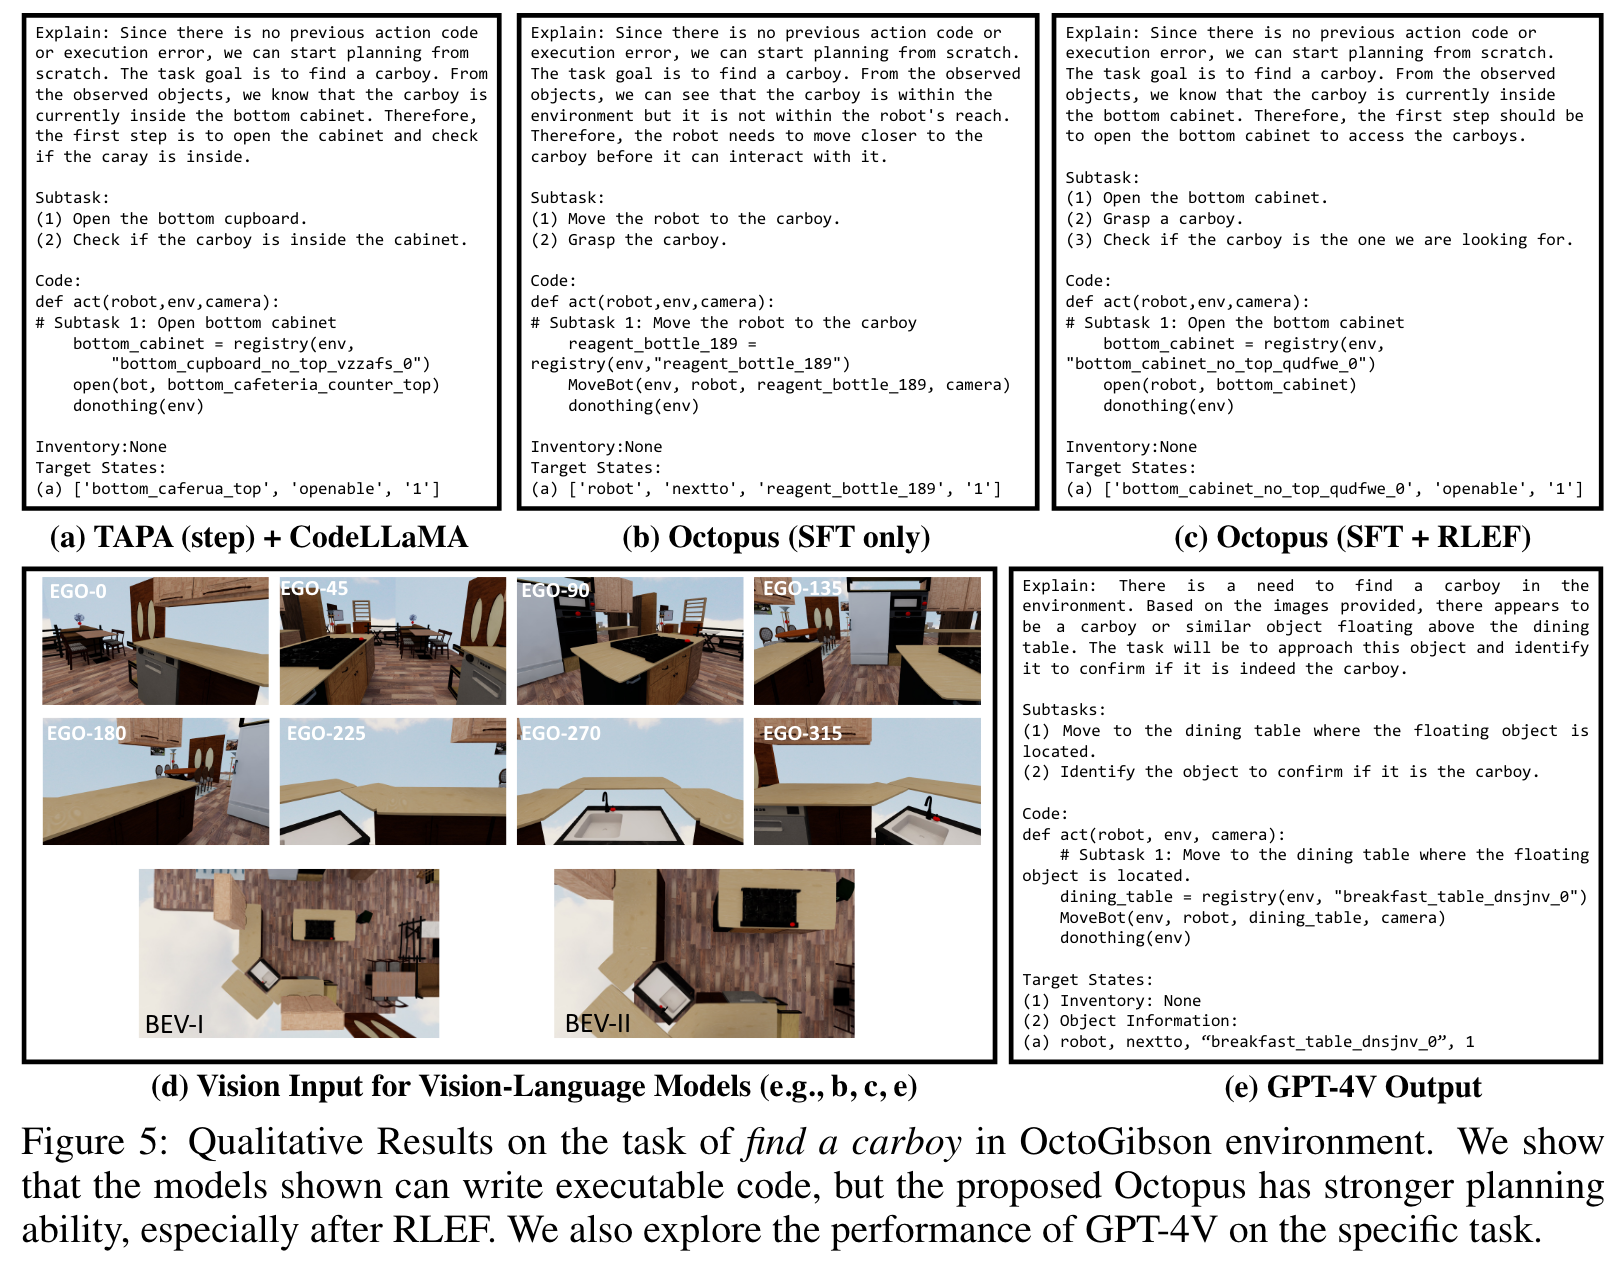 Explain: Since there is no previous action code
or execution error, we can start planning from
scratch. The task goal is to find a carboy. From
the observed objects, we know that the carboy is
currently inside the bottom cabinet. Therefore,
the first step is to open the cabinet and check
if the caray is inside.
Subtask:
(1) Open the bottom cupboard.
(2) Check if the carboy is inside the cabinet.
Code:
def act(robot,env,camera):
# Subtask 1: Open bottom cabinet
bottom_cabinet = registry(env,
"bottom_cupboard_no_top_vzzafs_0")
open(bot, bottom_cafeteria_counter_top)
donothing(env)
Inventory:None
Target States:
(a) ['bottom_caferua_top', 'openable', '1']
(a) TAPA (step) + CodeLLaMA
Explain: Since there is no previous action code or
execution error, we can start planning from scratch.
The task goal is to find a carboy. From the observed
objects, we can see that the carboy is within the
environment but it is not within the robot's reach.
Therefore, the robot needs to move closer to the
carboy before it can interact with it.
Subtask:
(1) Move the robot to the carboy.
(2) Grasp the carboy.
Code:
def act(robot,env,camera):
# Subtask 1: Move the robot to the carboy
reagent_bottle_189 =
registry(env,"reagent_bottle_189")
MoveBot(env, robot, reagent_bottle_189, camera)
donothing(env)
Inventory:None
Target States:
(a) ['robot', 'nextto', 'reagent_bottle_189', '1']
(b) Octopus (SFT only)
Explain: Since there is no previous action code or
execution error, we can start planning from scratch.
The task goal is to find a carboy. From the observed
objects, we know that the carboy is currently inside
the bottom cabinet. Therefore, the first step should be
to open the bottom cabinet to access the carboys.
Subtask:
(1) Open the bottom cabinet.
(2) Grasp a carboy.
(3) Check if the carboy is the one we are looking for.
Code:
def act(robot,env,camera):
# Subtask 1: Open the bottom cabinet
bottom_cabinet = registry(env,
"bottom_cabinet_no_top_qudfwe_0")
open(robot, bottom_cabinet)
donothing(env)
Inventory:None
Target States:
(a) ['bottom_cabinet_no_top_qudfwe_0', 'openable', '1']
(c) Octopus (SFT + RLEF)
EGO-0
EGO-45
EGO-90
EGO-135
EGO-180
EGO-225
EGO-270
EGO-315
BEV-I
BEV-II
(d) Vision Input for Vision-Language Models (e.g., b, c, e)
Explain: There is a need to find a carboy in the
environment. Based on the images provided, there appears to
be a carboy or similar object floating above the dining
table. The task will be to approach this object and identify
it to confirm if it is indeed the carboy.
Subtasks:
(1) Move to the dining table where the floating object is
located.
(2) Identify the object to confirm if it is the carboy.
Code:
def act(robot, env, camera):
# Subtask 1: Move to the dining table where the floating
object is located.
dining_table = registry(env, "breakfast_table_dnsjnv_0")
MoveBot(env, robot, dining_table, camera)
donothing(env)
Target States:
(1) Inventory: None
(2) Object Information:
(a) robot, nextto, “breakfast_table_dnsjnv_0”, 1
(e) GPT-4V Output
Figure 5: Qualitative Results on the task of find a carboy in OctoGibson environment. We show
that the models shown can write executable code, but the proposed Octopus has stronger planning
ability, especially after RLEF. We also explore the performance of GPT-4V on the specific task.